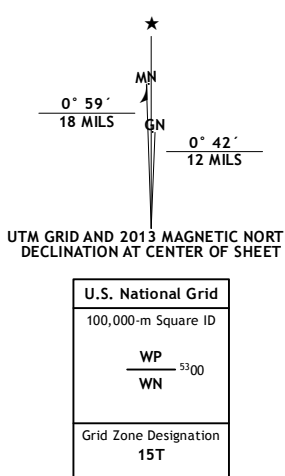 ★
MN
0° 59´
18 MILS
GN
0° 42´
12 MILS
UTM GRID AND 2013 MAGNETIC NORT
DECLINATION AT CENTER OF SHEET
U.S. National Grid
100,000-m Square ID
WP
5300
WN
Grid Zone Designation
15T